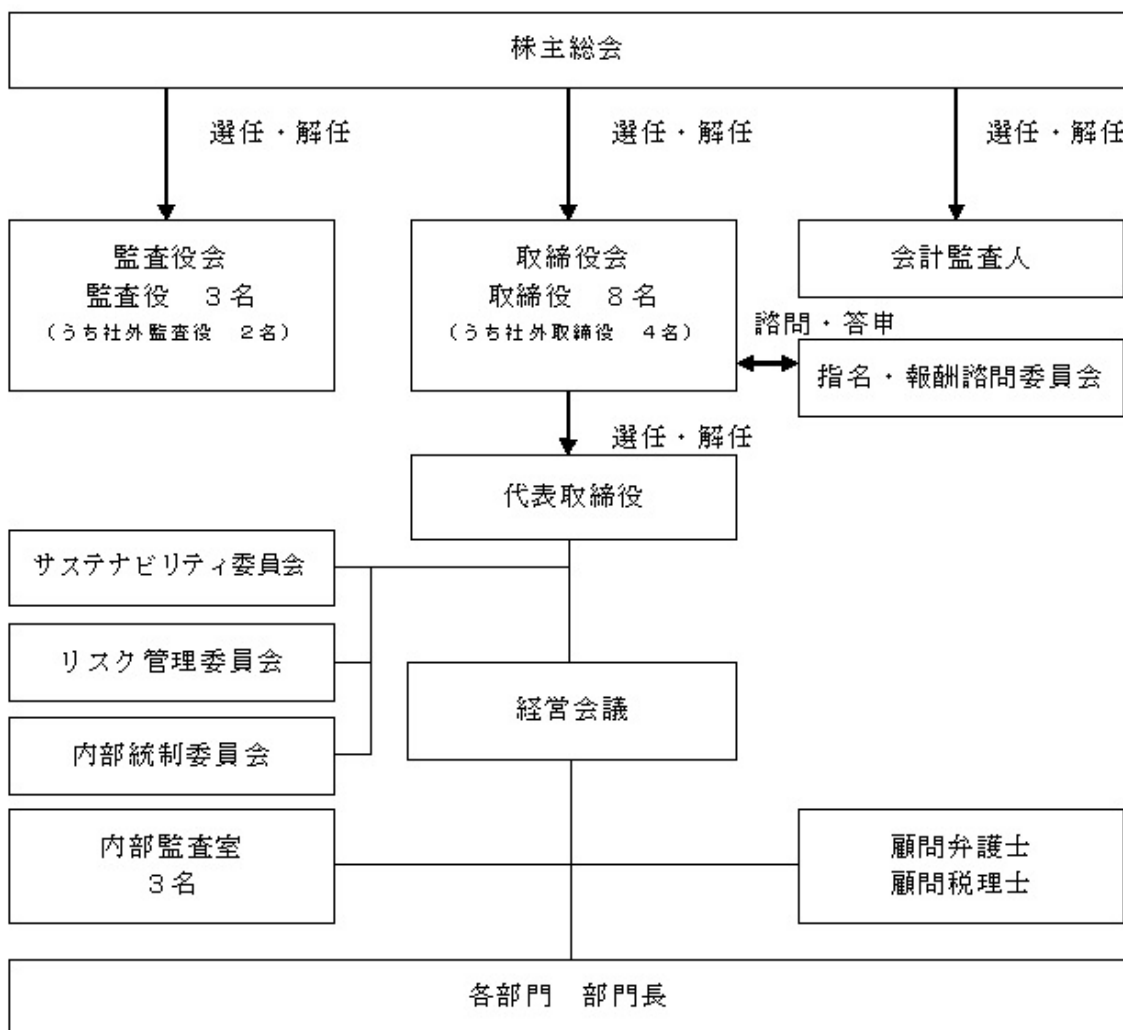 株主総会
選任・解任
選任・解任
選任・解任
監査役会
監査役　3名
(うち社外監査役　2名)
取締役会
取締役　8名
(うち社外取締役　4名)
会計監査人
諮問・答申
指名・報酬諮問委員会
選任・解任
代表取締役
サステナビリティ委員会
リスク管理委員会
経営会議
内部統制委員会
内部監査室
3名
顧問弁護士
顧問税理士
各部門　部門長